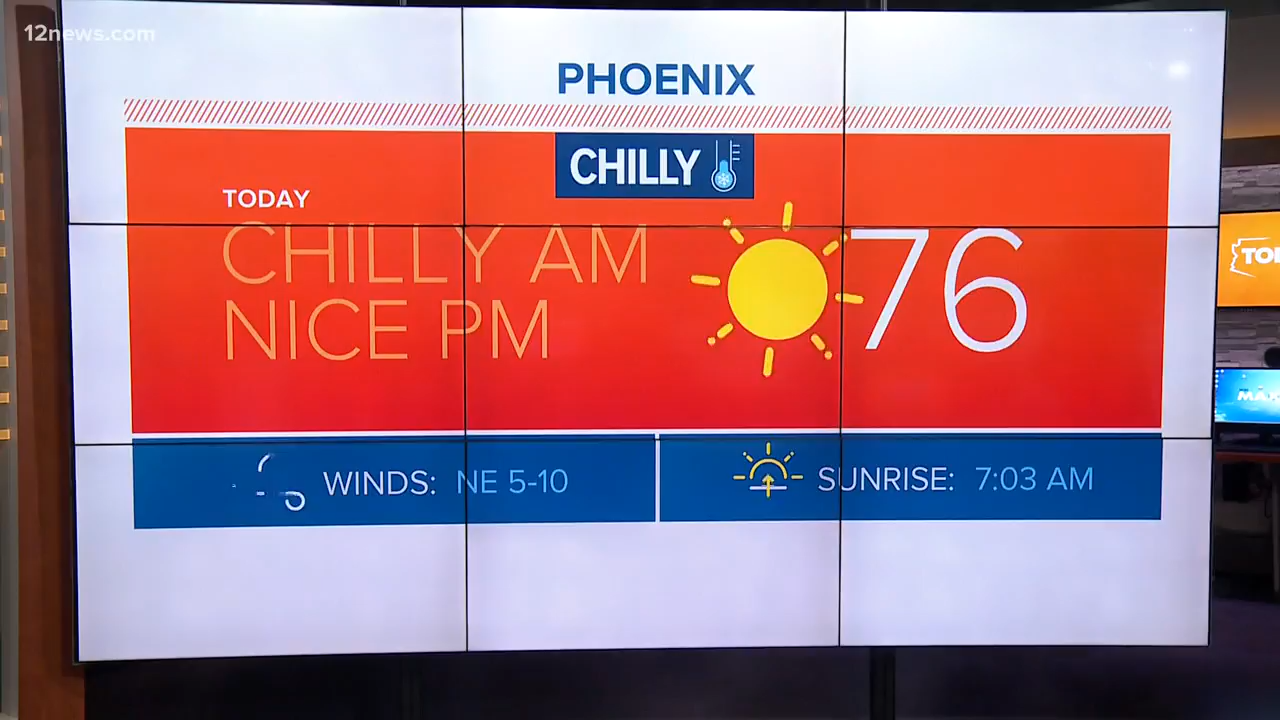 12news.com
PHOENIX
CHILLY
TODAY
CHILLY AM
NICE PM
76
WINDS: NE 5-10
SUNRISE: 7:03 AM